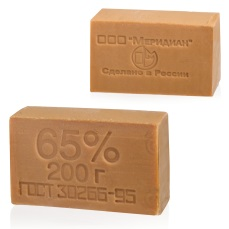 ООО "МЕРИДИАН"
СДЕЛАНО В РОССИИ
65%
200 г
ГОСТ 30266-95